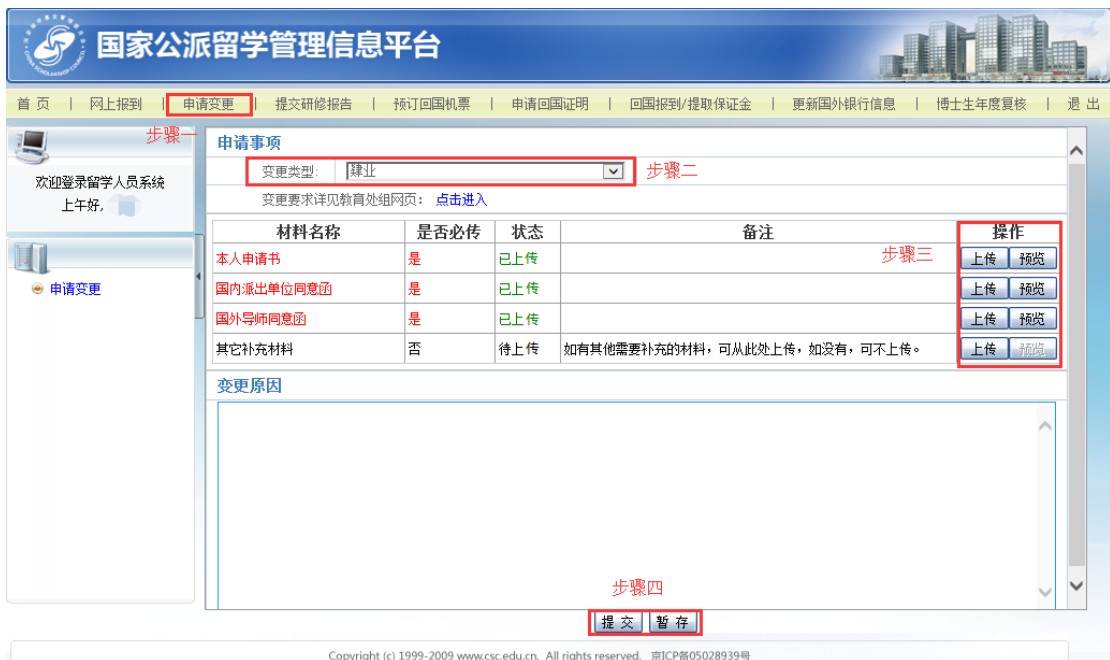 国家公派留学管理信息平台
首 页 | 网上报到 | 申请变更 | 提交研修报告 | 预订回国机票 | 申请回国证明 | 回国报到/提取保证金 | 更新国外银行信息 | 博士生年度复核 | 退 出
步骤一
申请事项
变更类型: 肄业 步骤二
欢迎登录留学人员系统
上午好,
变更要求详见教育处组网页: 点击进入
材料名称 是否必传 状态 备注 操作
步骤三
本人申请书 是 已上传 上传 预览
国内派出单位同意函 是 已上传 上传 预览
申请变更
国外导师同意函 是 已上传 上传 预览
其它补充材料 否 待上传 如有其他需要补充的材料，可从此处上传，如没有，可不上传。 上传 预览
变更原因
步骤四
提 交 暂 存
Copyright (c) 1999-2009 www.csc.edu.cn, All rights reserved. 京ICP备05028939号